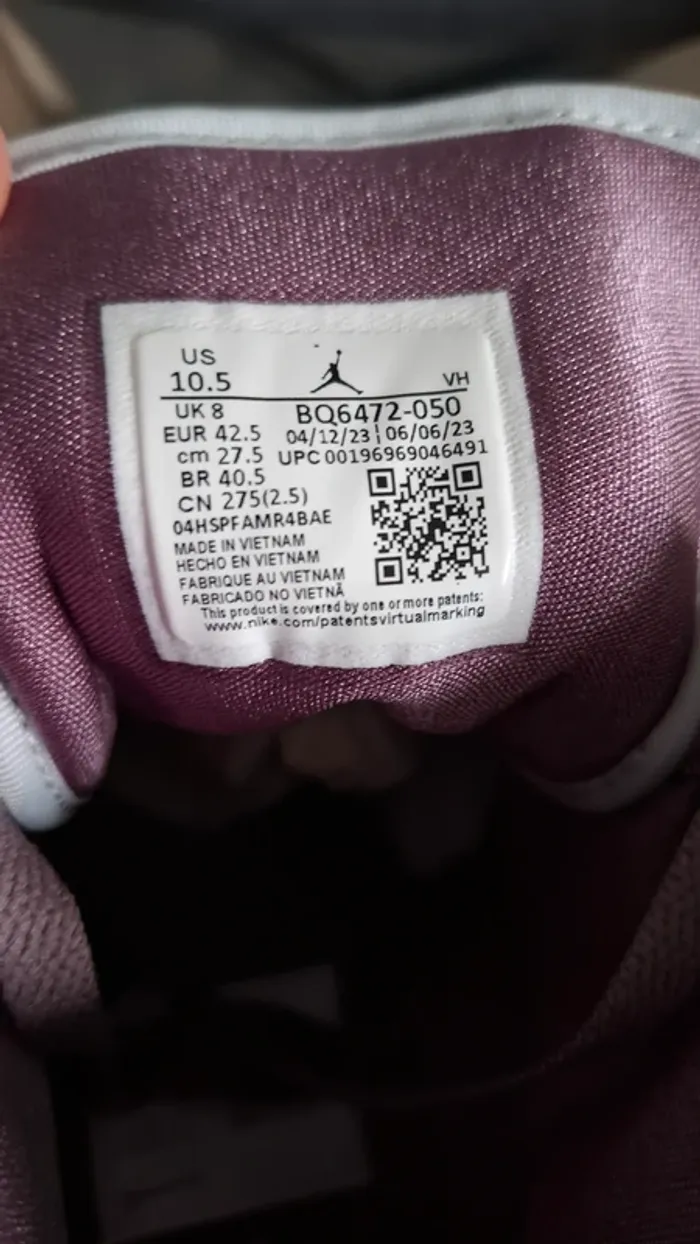 US
10.5
VH
UK 8
BQ6472-050
EUR 42.5
04/12/23 | 06/06/23
cm 27.5
UPC 00196969046491
BR 40.5
CN 275(2.5)
04HSPFAMR4BAE
MADE IN VIETNAM
HECHO EN VIETNAM
FABRIQUE AU VIETNAM
FABRICADO NO VIETNÃ
This product is covered by one or more patents:
www.nike.com/patentsvirtualmarking